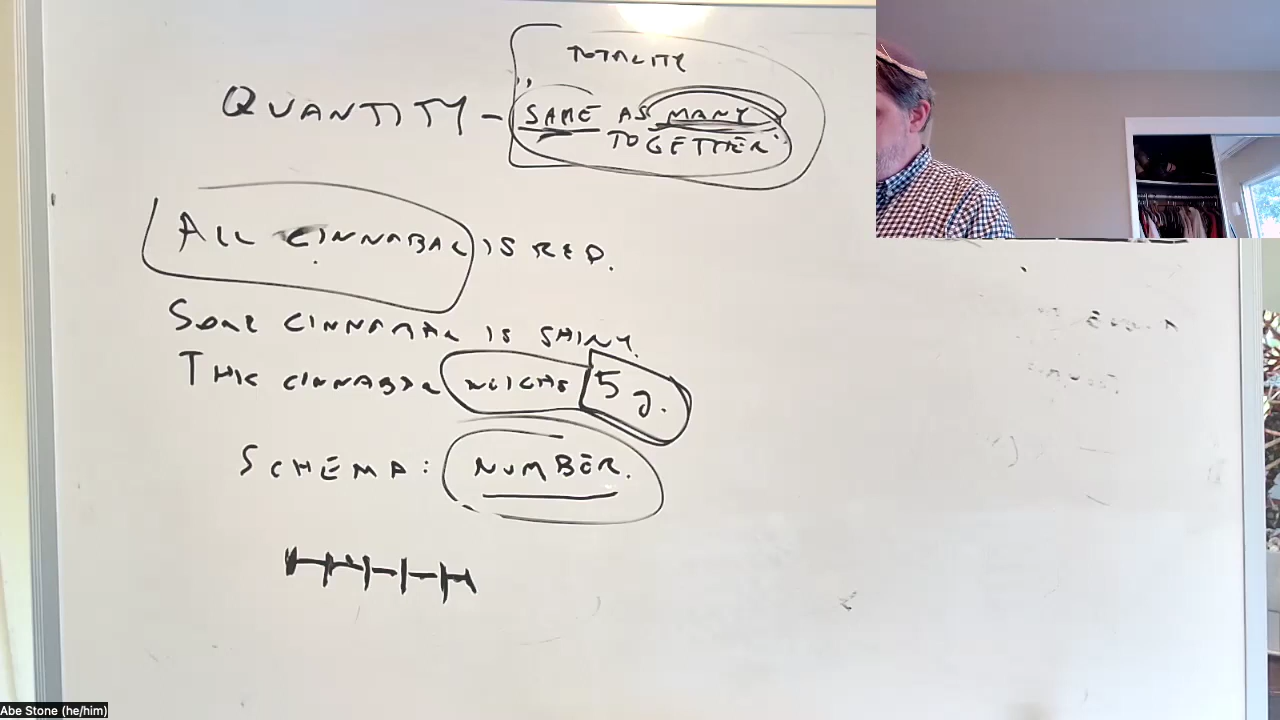 TOTALITY
QUANTITY – "SAME AS MANY
TOGETHER"
ALL CINNABAR IS RED.
SOME CINNABAR IS SHINY.
THIS CINNABAR WEIGHS 5 g.
SCHEMA: NUMBER.
Abe Stone (he/him)